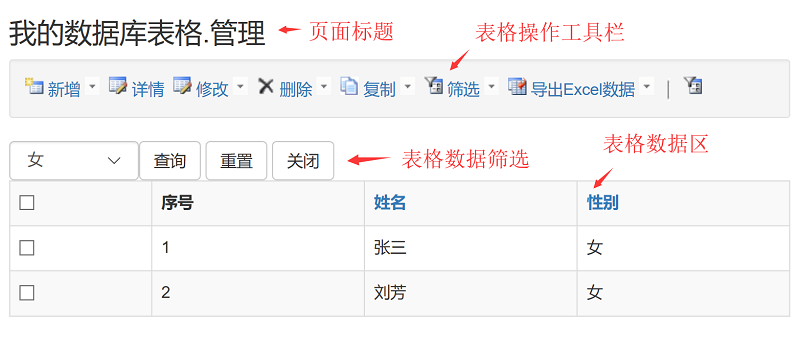 我的数据库表格.管理 页面标题
表格操作工具栏
新增 详情 修改 删除 复制 筛选 导出Excel数据 |
女 查询 重置 关闭 表格数据筛选
表格数据区
序号 姓名 性别
1 张三 女
2 刘芳 女